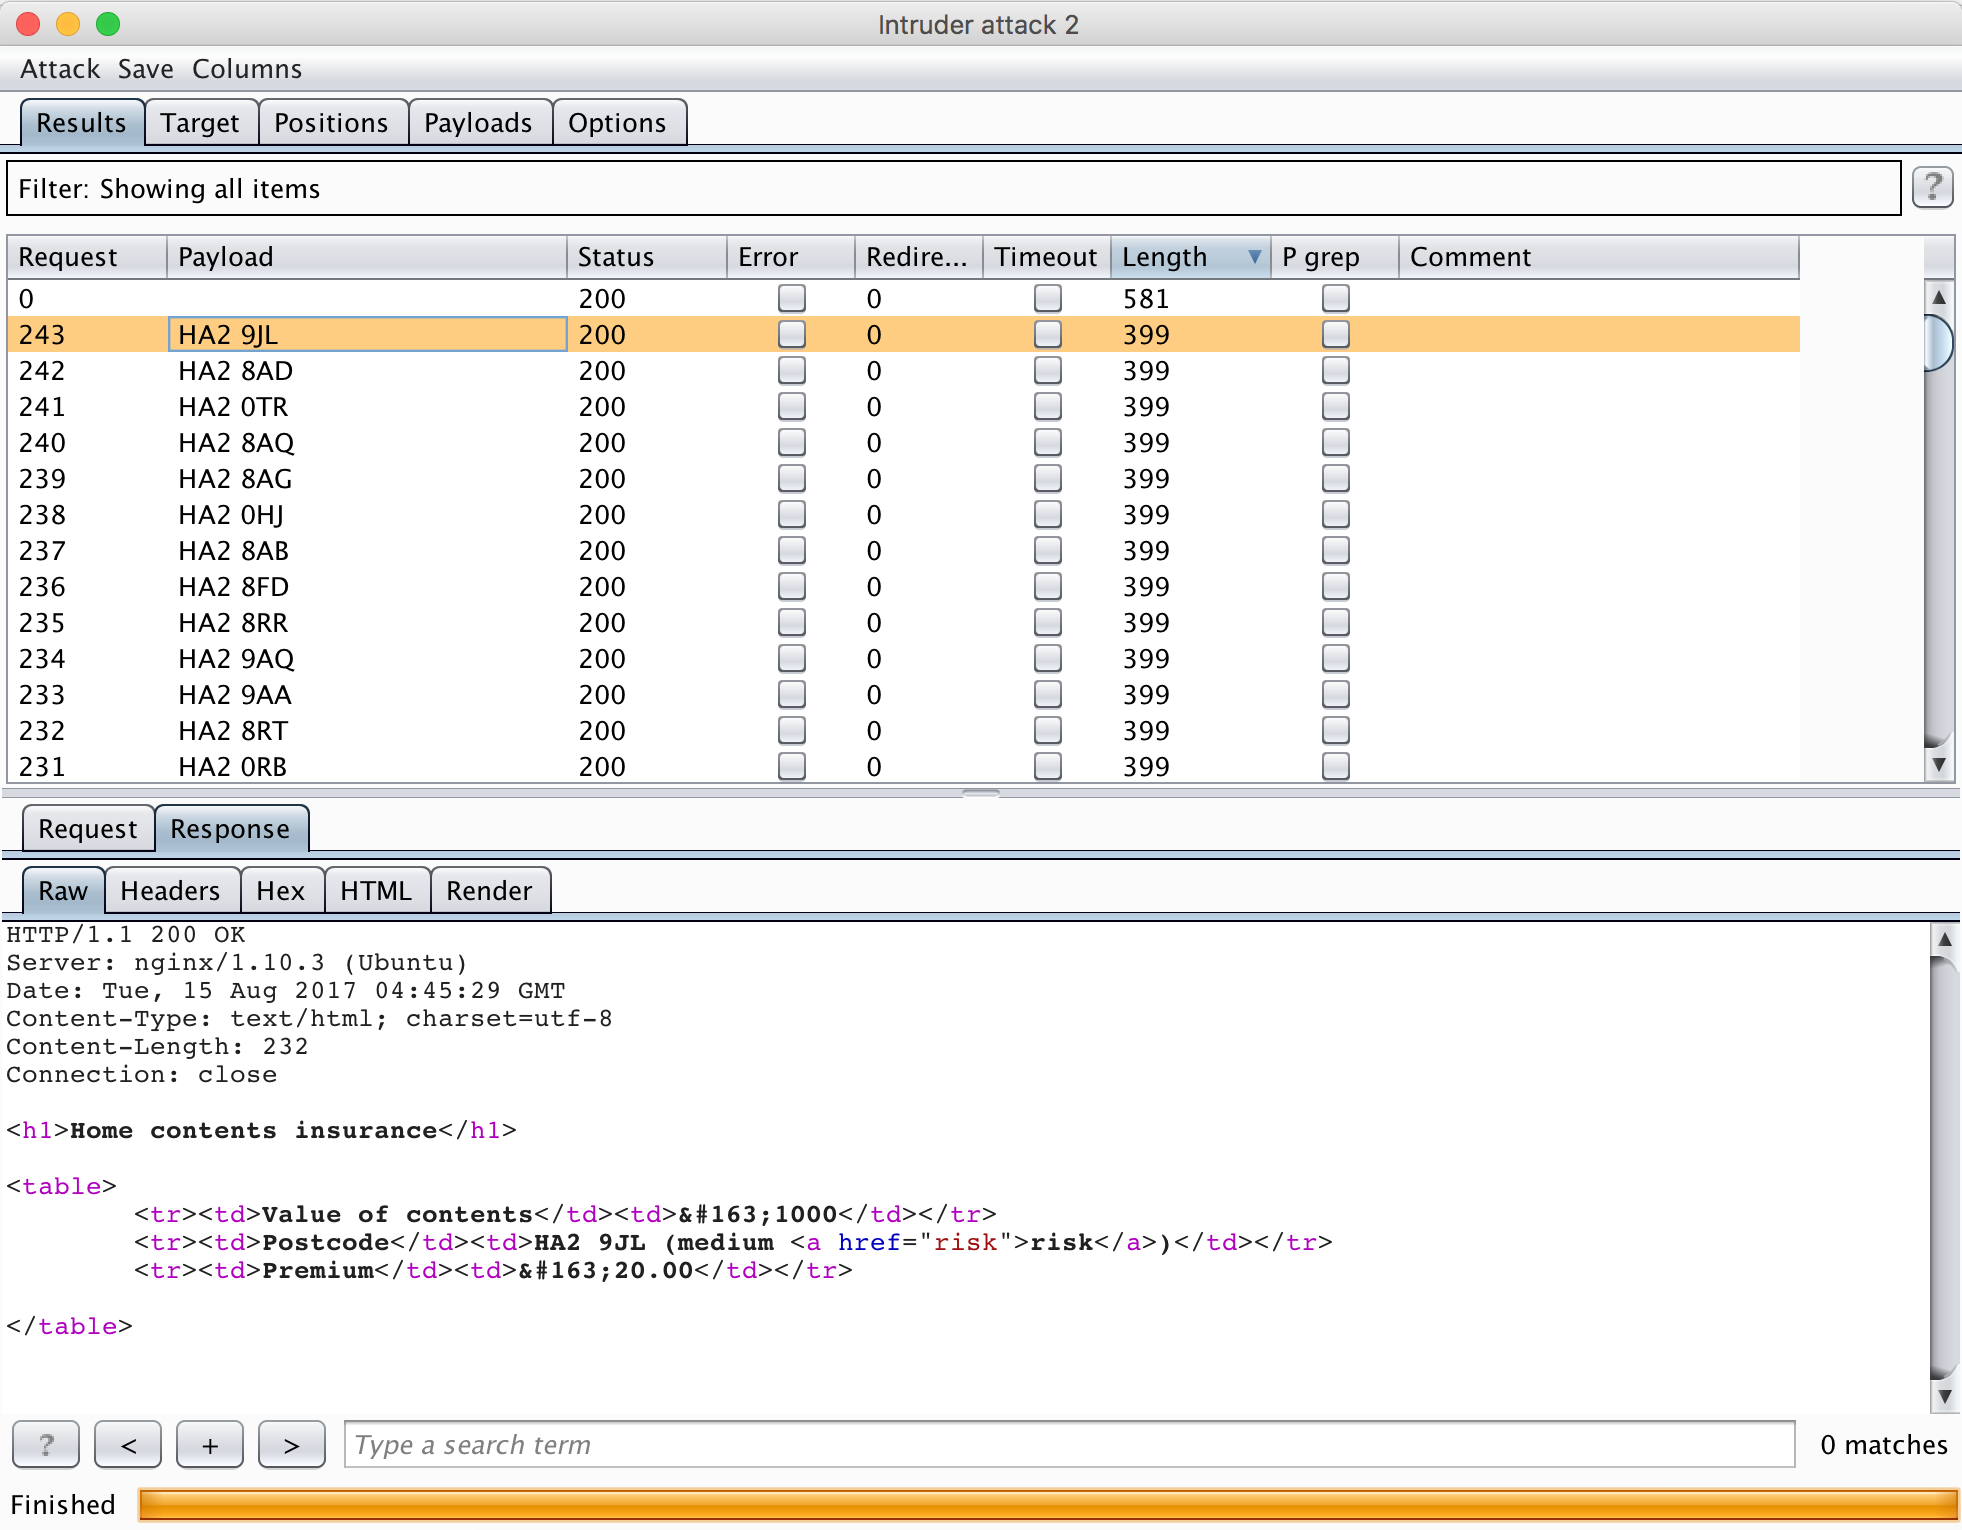 Intruder attack 2
Attack Save Columns
Results Target Positions Payloads Options
Filter: Showing all items ?
Request Payload Status Error Redire... Timeout Length P grep Comment
0 200 0 581
243 HA2 9JL 200 0 399
242 HA2 8AD 200 0 399
241 HA2 0TR 200 0 399
240 HA2 8AQ 200 0 399
239 HA2 8AG 200 0 399
238 HA2 0HJ 200 0 399
237 HA2 8AB 200 0 399
236 HA2 8FD 200 0 399
235 HA2 8RR 200 0 399
234 HA2 9AQ 200 0 399
233 HA2 9AA 200 0 399
232 HA2 8RT 200 0 399
231 HA2 0RB 200 0 399
Request Response
Raw Headers Hex HTML Render
HTTP/1.1 200 OK
Server: nginx/1.10.3 (Ubuntu)
Date: Tue, 15 Aug 2017 04:45:29 GMT
Content-Type: text/html; charset=utf-8
Content-Length: 232
Connection: close
<h1>Home contents insurance</h1>
<table>
<tr><td>Value of contents</td><td>&#163;1000</td></tr>
<tr><td>Postcode</td><td>HA2 9JL (medium <a href="risk">risk</a>)</td></tr>
<tr><td>Premium</td><td>&#163;20.00</td></tr>
</table>
? < + > Type a search term 0 matches
Finished